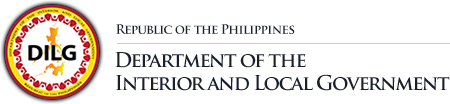 DILG
REPUBLIC OF THE PHILIPPINES
DEPARTMENT OF THE
INTERIOR AND LOCAL GOVERNMENT